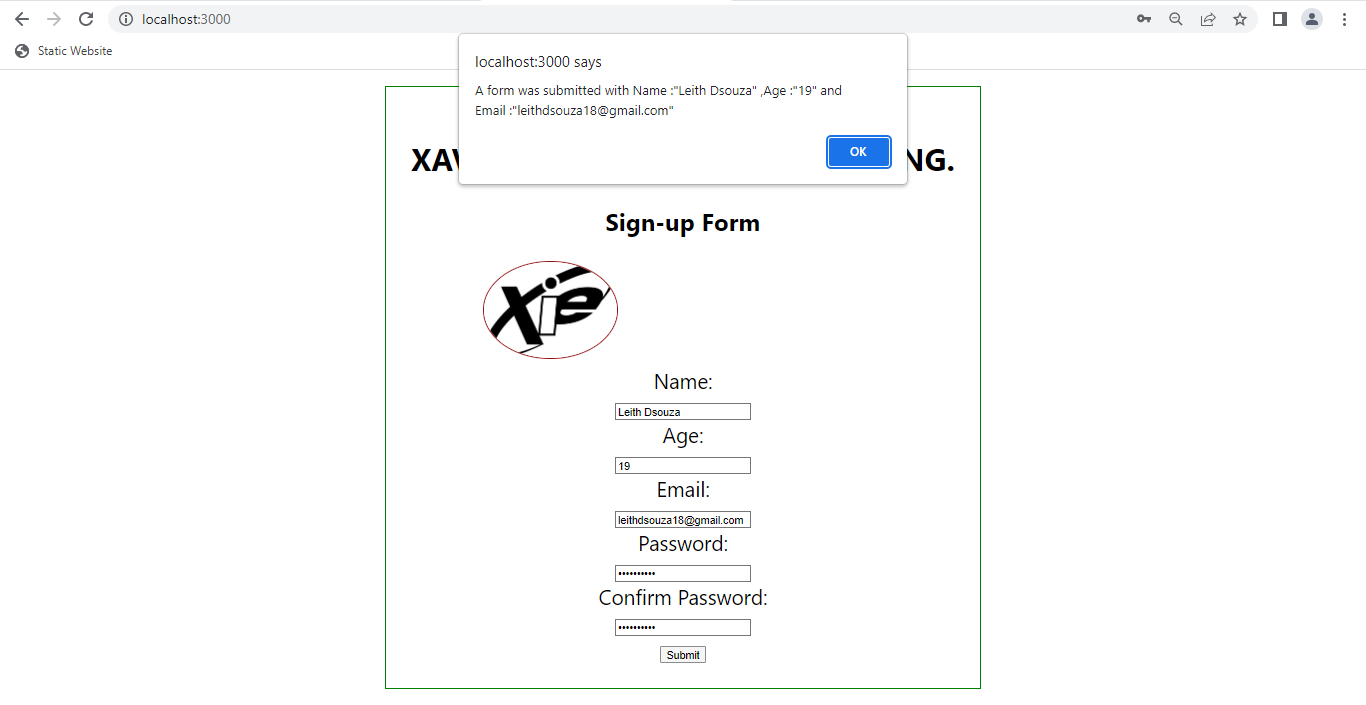 localhost:3000
Static Website
localhost:3000 says
A form was submitted with Name :"Leith Dsouza" ,Age :"19" and
Email :"leithdsouza18@gmail.com"
OK
Sign-up Form
Xie
Name:
Leith Dsouza
Age:
19
Email:
leithdsouza18@gmail.com
Password:
••••••••••
Confirm Password:
••••••••••
Submit